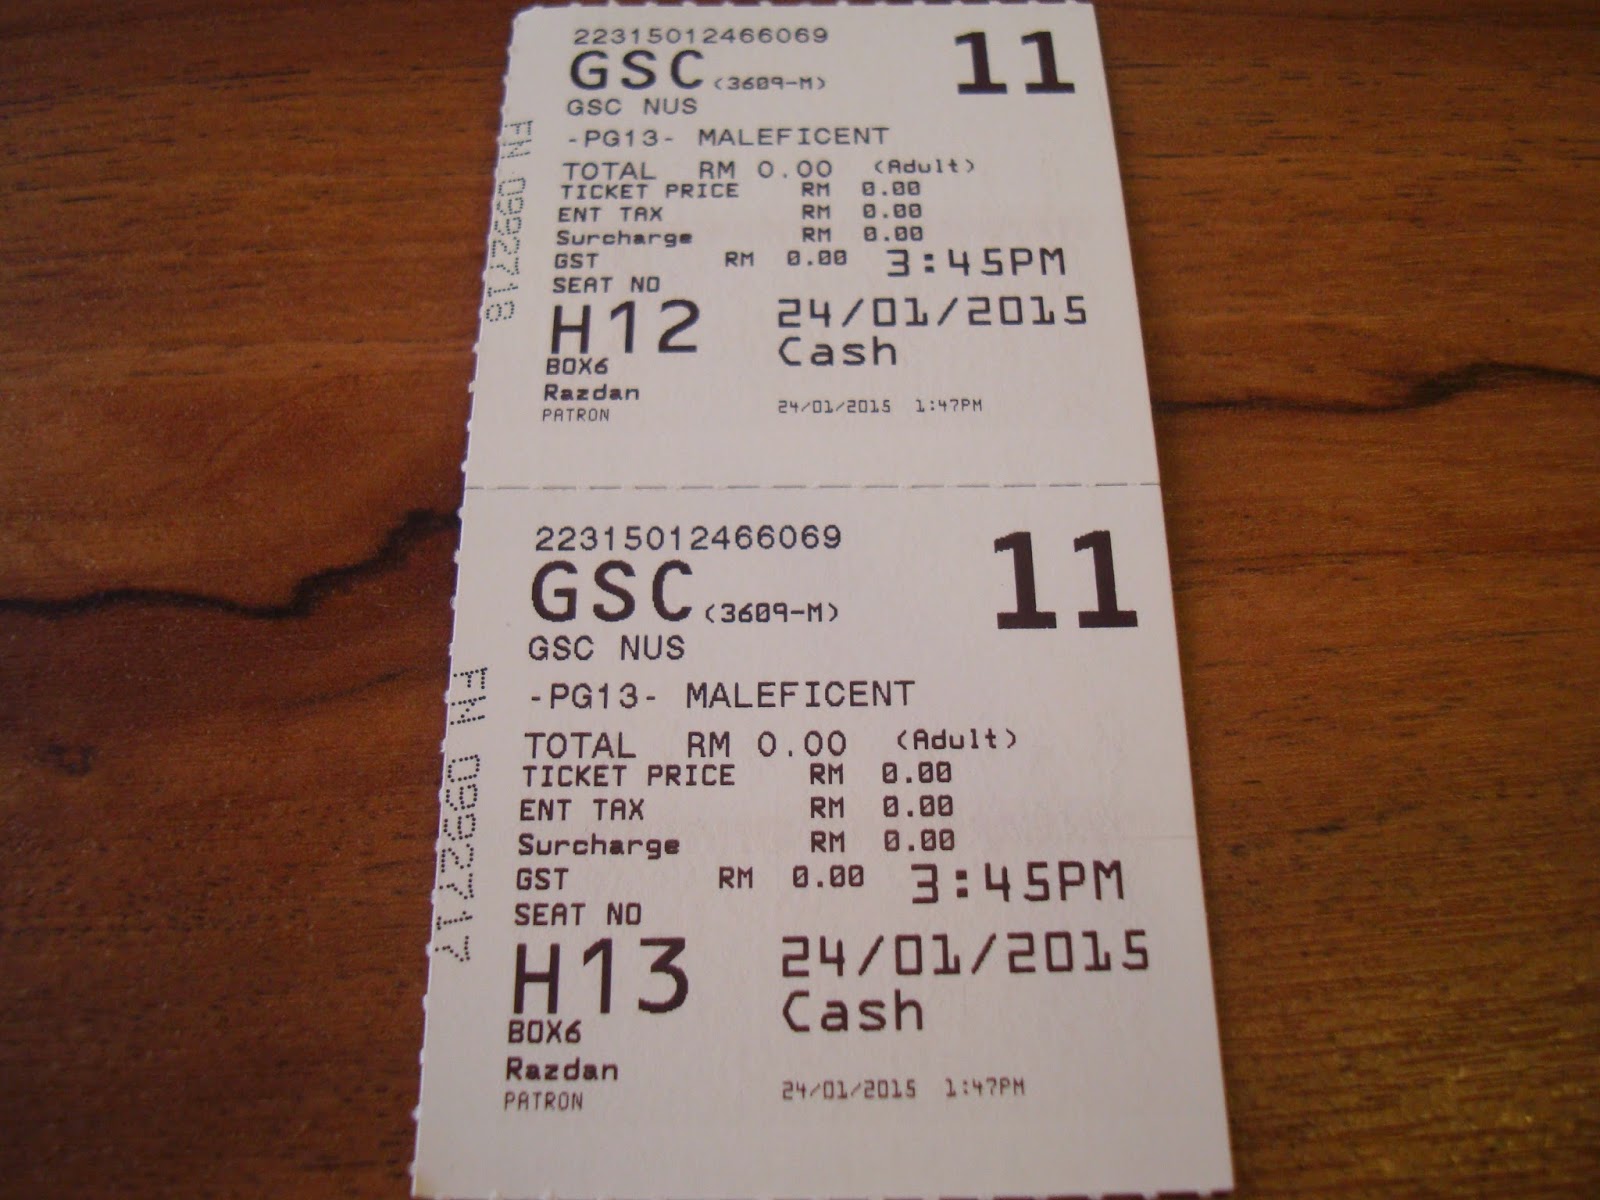 22315012466069
GSC (3609-M) 11
GSC NUS
-PG13- MALEFICENT
TOTAL RM 0.00 (Adult)
TICKET PRICE RM 0.00
ENT TAX RM 0.00
Surcharge RM 0.00
GST RM 0.00 3:45PM
SEAT NO
H12 24/01/2015
BOX6 Cash
Razdan
PATRON 24/01/2015 1:47PM
FN 0992718
22315012466069
GSC (3609-M) 11
GSC NUS
-PG13- MALEFICENT
TOTAL RM 0.00 (Adult)
TICKET PRICE RM 0.00
ENT TAX RM 0.00
Surcharge RM 0.00
GST RM 0.00 3:45PM
SEAT NO
H13 24/01/2015
BOX6 Cash
Razdan
PATRON 24/01/2015 1:47PM
FN 0992717